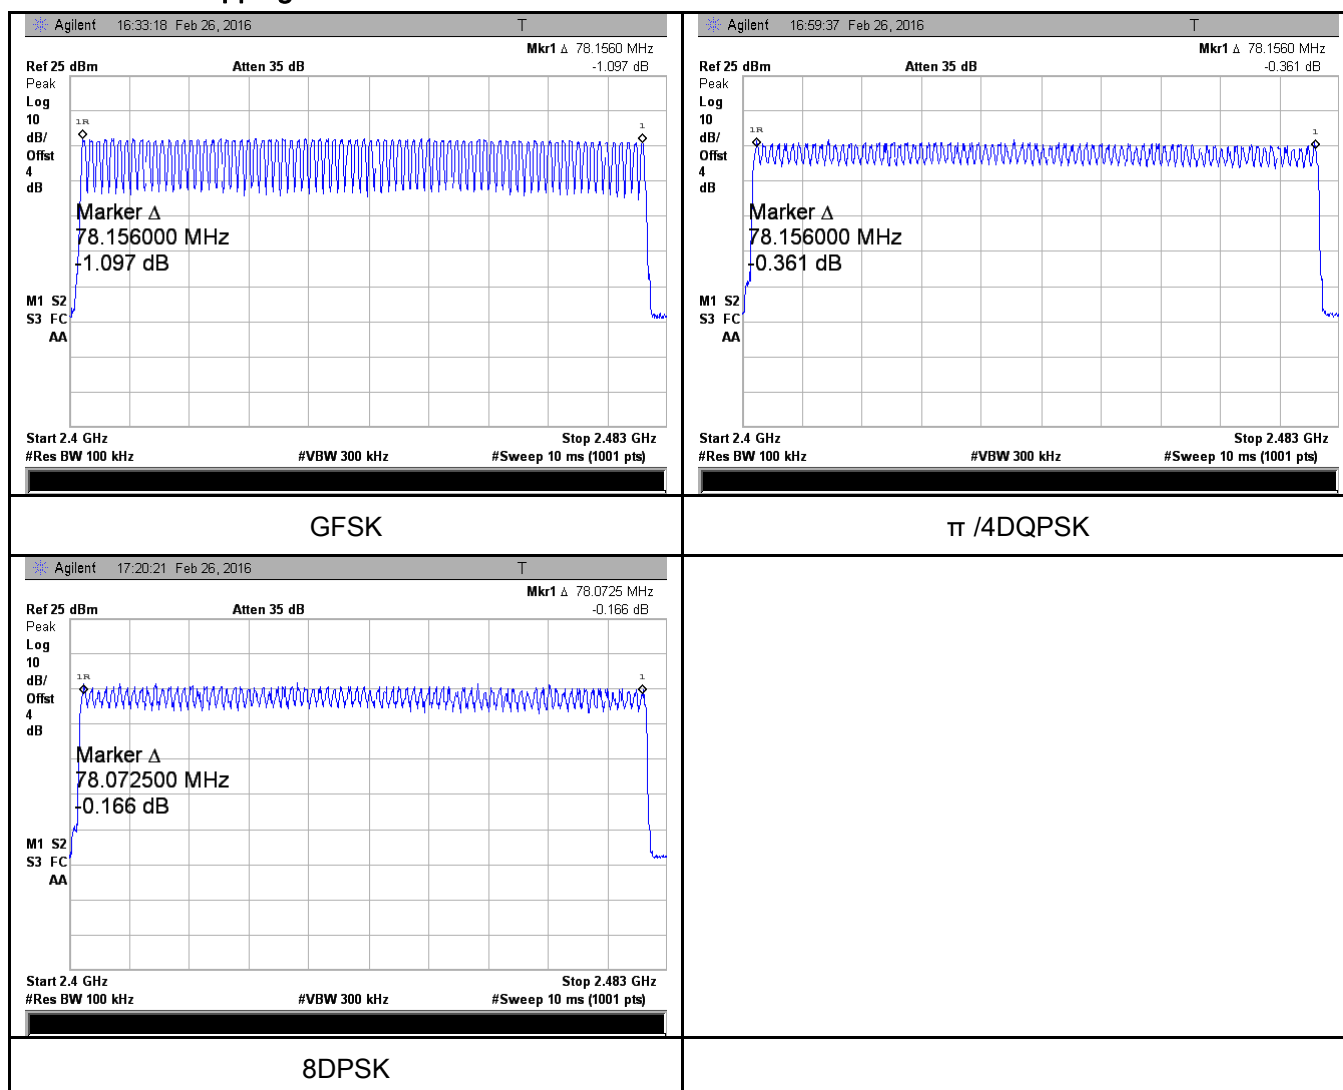 Agilent 16:33:18 Feb 26, 2016 T
Mkr1 Δ 78.1560 MHz
Ref 25 dBm Atten 35 dB -1.097 dB
Peak
Log
10
dB/
Offst
4
dB
1R
1
Marker Δ
78.156000 MHz
-1.097 dB
M1 S2
S3 FC
AA
Start 2.4 GHz Stop 2.483 GHz
#Res BW 100 kHz #VBW 300 kHz #Sweep 10 ms (1001 pts)
GFSK
Agilent 16:59:37 Feb 26, 2016 T
Mkr1 Δ 78.1560 MHz
Ref 25 dBm Atten 35 dB -0.361 dB
Peak
Log
10
dB/
Offst
4
dB
1R
1
Marker Δ
78.156000 MHz
-0.361 dB
M1 S2
S3 FC
AA
Start 2.4 GHz Stop 2.483 GHz
#Res BW 100 kHz #VBW 300 kHz #Sweep 10 ms (1001 pts)
π /4DQPSK
Agilent 17:20:21 Feb 26, 2016 T
Mkr1 Δ 78.0725 MHz
Ref 25 dBm Atten 35 dB -0.166 dB
Peak
Log
10
dB/
Offst
4
dB
1R
1
Marker Δ
78.072500 MHz
-0.166 dB
M1 S2
S3 FC
AA
Start 2.4 GHz Stop 2.483 GHz
#Res BW 100 kHz #VBW 300 kHz #Sweep 10 ms (1001 pts)
8DPSK